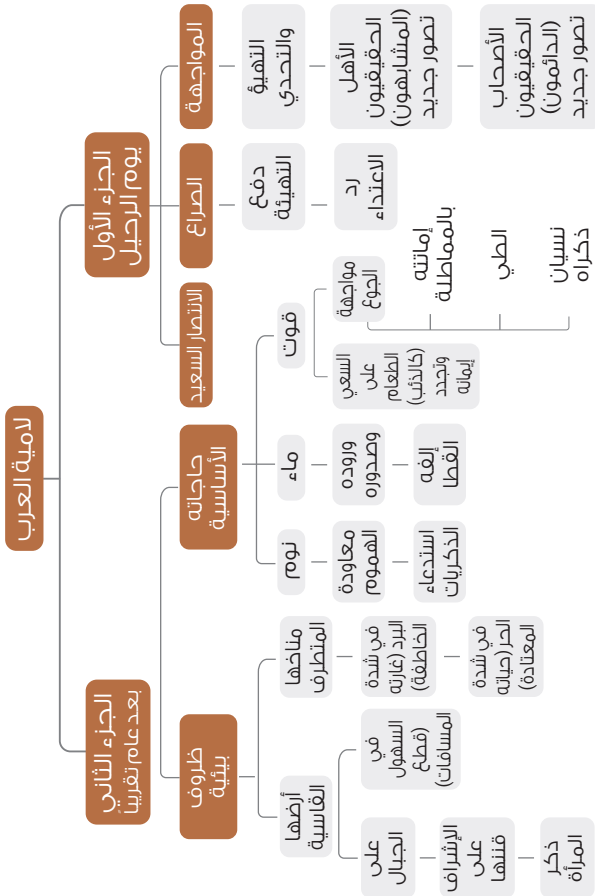 لامية العرب
الجزء الأول
يوم الرحيل
المواجهة
التهيؤ
والتحدي
الأهل
الحقيقيون
(المشابهون)
تصور جديد
الأصحاب
الحقيقيون
(الدائمون)
تصور جديد
الصراع
دفع
التهيئة
رد
الاعتداء
الانتصار السعيد
الجزء الثاني
بعد عام تقريباً
حاجاته
الأساسية
قوت
مواجهة
الجوع
إماتته
بالمماطلة
الطي
نسيان
ذكراه
السعي
على
الطعام
(كالذئب)
وتجدد
إيمانه
ماء
وروده
وصدوره
إلفه
القطا
نوم
معاودة
الهموم
استدعاء
الذكريات
ظروف
بيئية
مناخها
المتطرف
في شدة
البرد (غارته
الخاطفة)
في شدة
الحر (حياته
المعتادة)
أرضها
القاسية
في
السهول
(قطع
المسافات)
على
الجبال
الإشراف
على
قننها
ذكر
المرأة